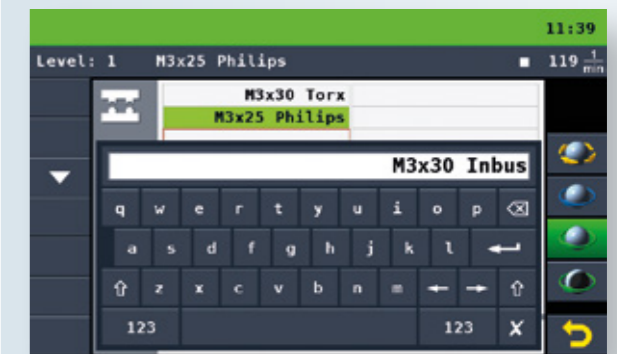 11:39
Level: 1 M3x25 Philips 119 1/min
M3x30 Torx
M3x25 Philips
M3x30 Inbus
q w e r t y u i o p
a s d f g h j k l
z x c v b n m
123 123 X